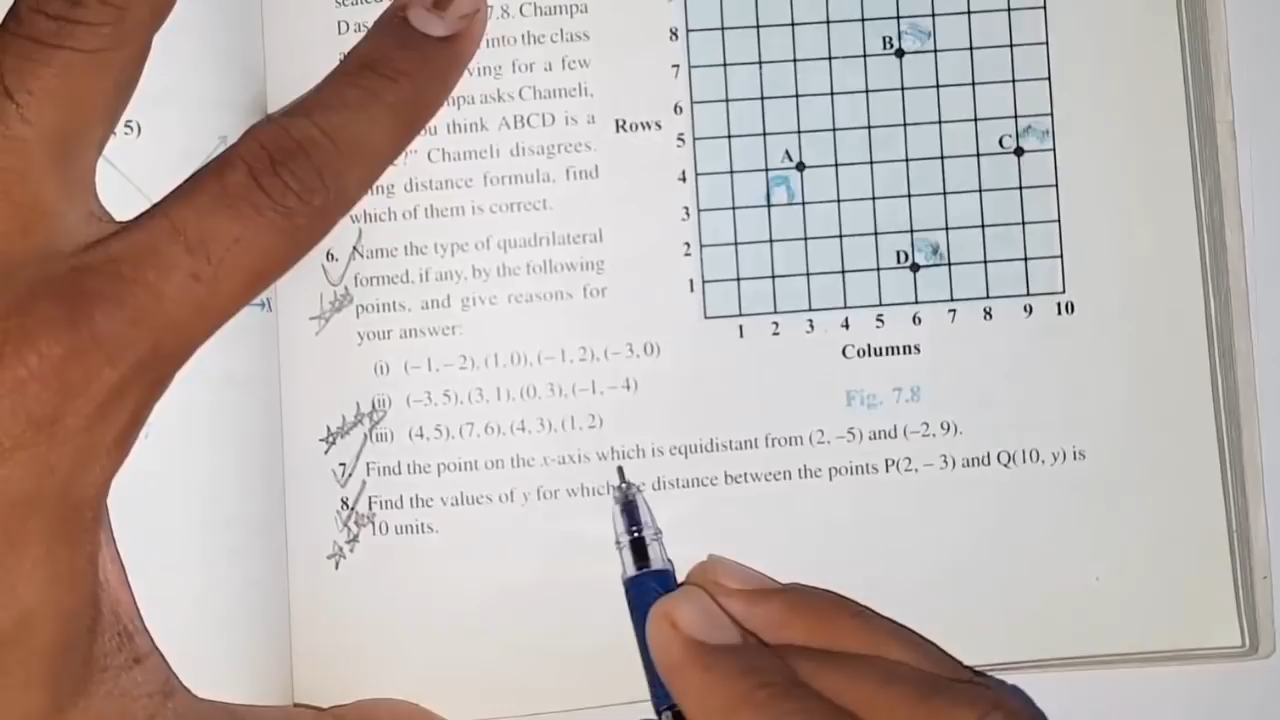 D as 7.8. Champa
into the class
ving for a few
npa asks Chameli,
ou think ABCD is a
?" Chameli disagrees.
ing distance formula, find
which of them is correct.
6. Name the type of quadrilateral
formed, if any, by the following
points, and give reasons for
your answer:
(i) (–1, –2), (1, 0), (–1, 2), (–3, 0)
(ii) (–3, 5), (3, 1), (0, 3), (–1, –4)
(iii) (4, 5), (7, 6), (4, 3), (1, 2)
7. Find the point on the x-axis which is equidistant from (2, –5) and (–2, 9).
8. Find the values of y for which distance between the points P(2, – 3) and Q(10, y) is
10 units.
, 5)
X
Rows
8
7
6
5
4
3
2
1
B
A
C
D
1 2 3 4 5 6 7 8 9 10
Columns
Fig. 7.8